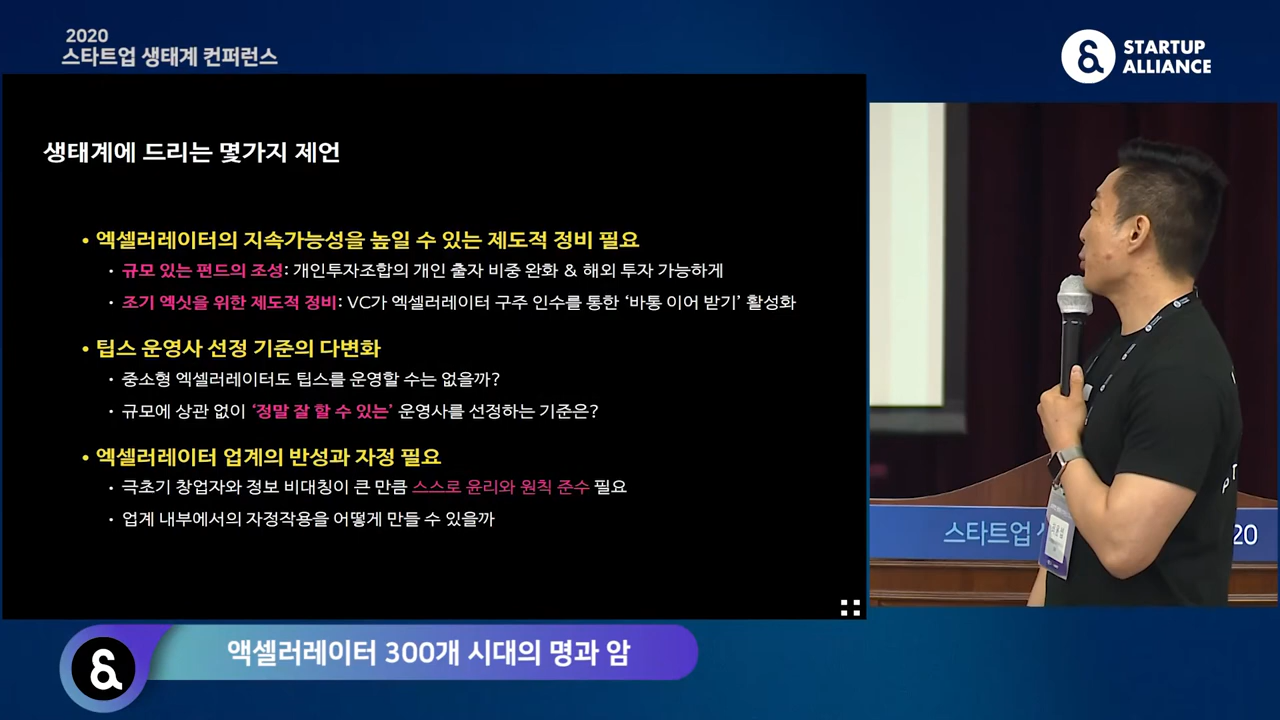 2020
스타트업 생태계 컨퍼런스
STARTUP
ALLIANCE
생태계에 드리는 몇가지 제언
• 엑셀러레이터의 지속가능성을 높일 수 있는 제도적 정비 필요
• 규모 있는 펀드의 조성: 개인투자조합의 개인 출자 비중 완화 & 해외 투자 가능하게
• 조기 엑싯을 위한 제도적 정비: VC가 엑셀러레이터 구주 인수를 통한 ‘바통 이어 받기’ 활성화
• 팁스 운영사 선정 기준의 다변화
• 중소형 엑셀러레이터도 팁스를 운영할 수는 없을까?
• 규모에 상관 없이 ‘정말 잘 할 수 있는’ 운영사를 선정하는 기준은?
• 엑셀러레이터 업계의 반성과 자정 필요
• 극초기 창업자와 정보 비대칭이 큰 만큼 스스로 윤리와 원칙 준수 필요
• 업계 내부에서의 자정작용을 어떻게 만들 수 있을까
스타트업
20
액셀러레이터 300개 시대의 명과 암